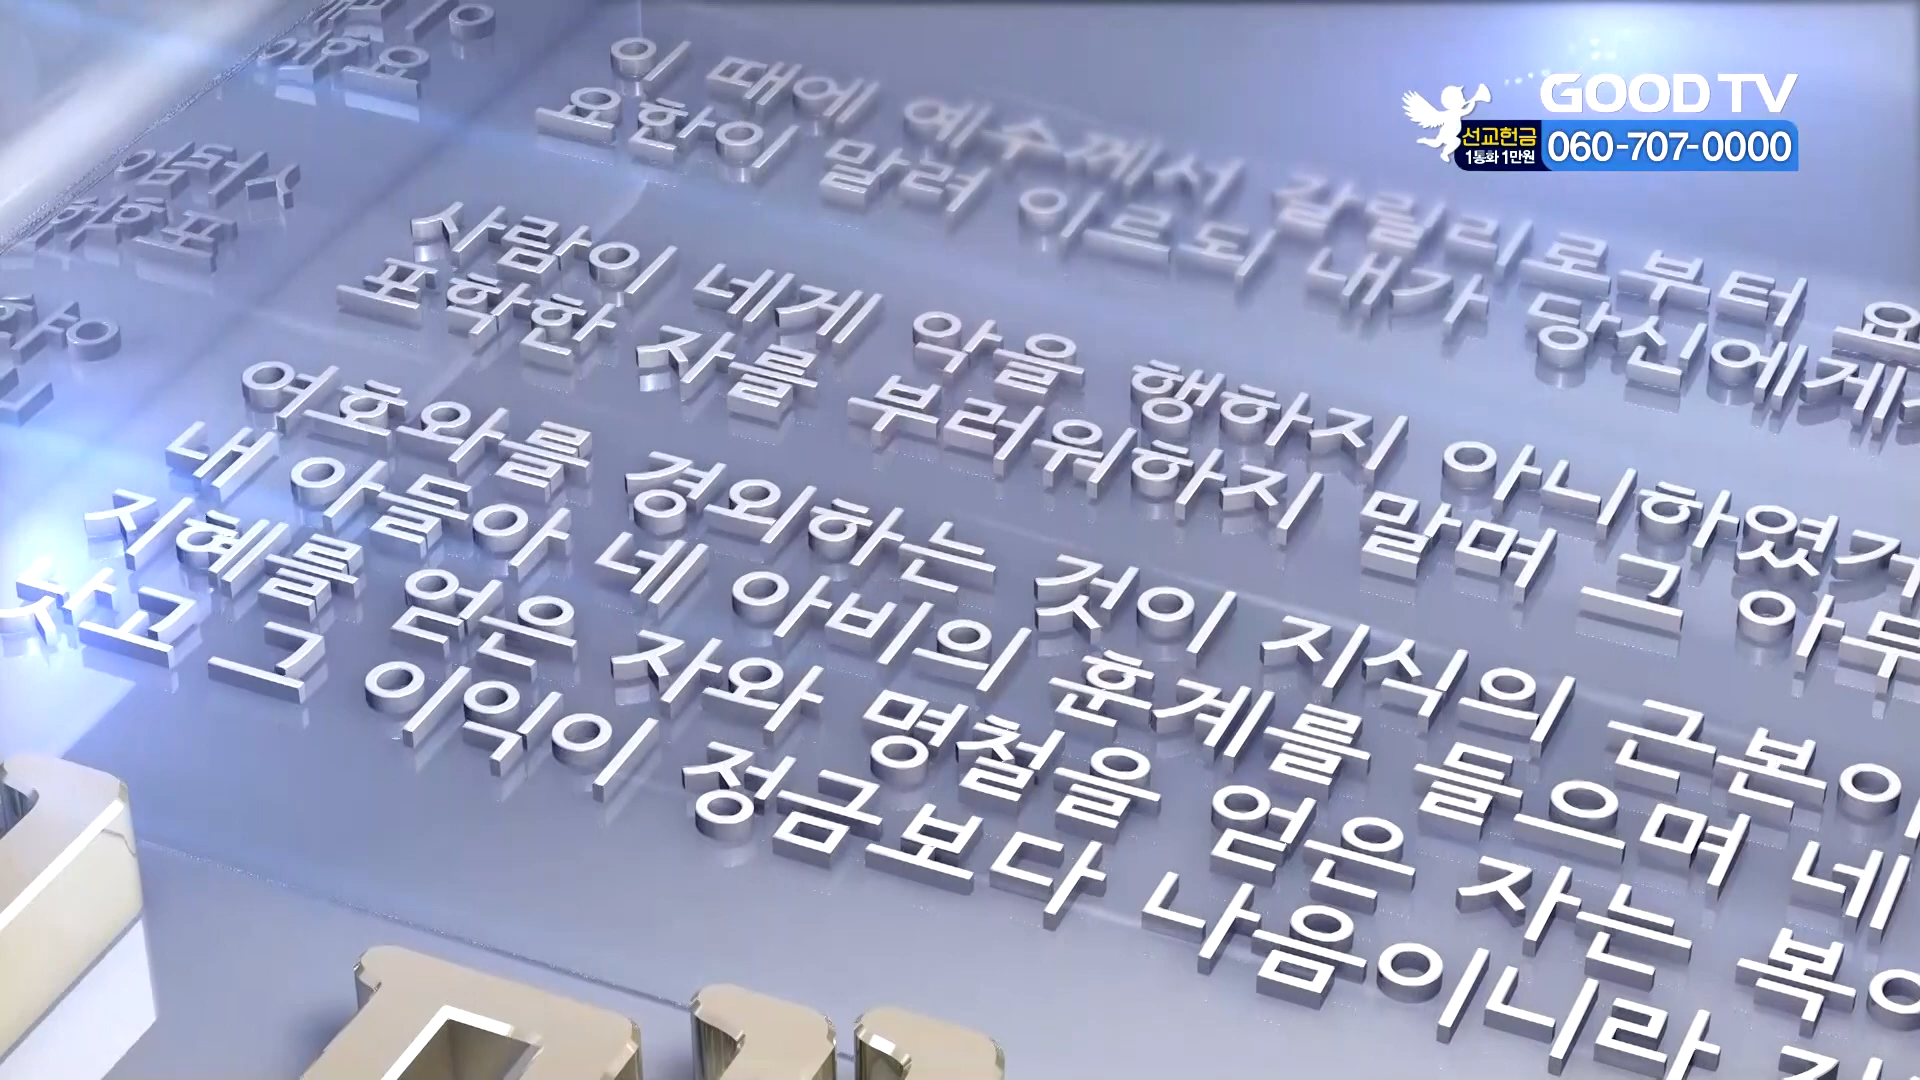 이 때에 예수께서 갈릴리로부터 요
요한이 말려 이르되 내가 당신에게서
사람이 네게 악을 행하지 아니하였거
포학한 자를 부러워하지 말며 그 아무
여호와를 경외하는 것이 지식의 근본이
내 아들아 네 아비의 훈계를 들으며 네
지혜를 얻은 자와 명철을 얻은 자는 복이
낫고 그 이익이 정금보다 나음이니라
GOOD TV
선교헌금
1통화 1만원
060-707-0000